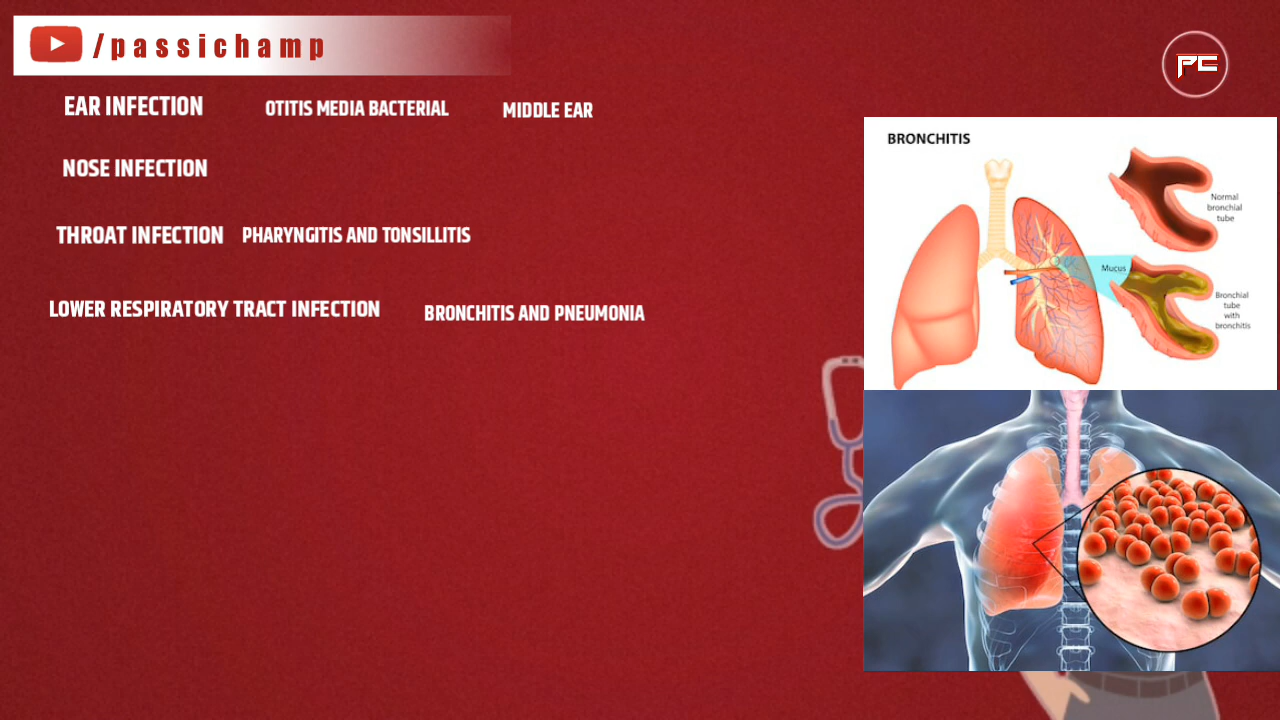 /passichamp
PC
EAR INFECTION OTITIS MEDIA BACTERIAL MIDDLE EAR
NOSE INFECTION
THROAT INFECTION PHARYNGITIS AND TONSILLITIS
LOWER RESPIRATORY TRACT INFECTION BRONCHITIS AND PNEUMONIA
BRONCHITIS
Normal
bronchial
tube
Mucus
Bronchial
tube
with
bronchitis